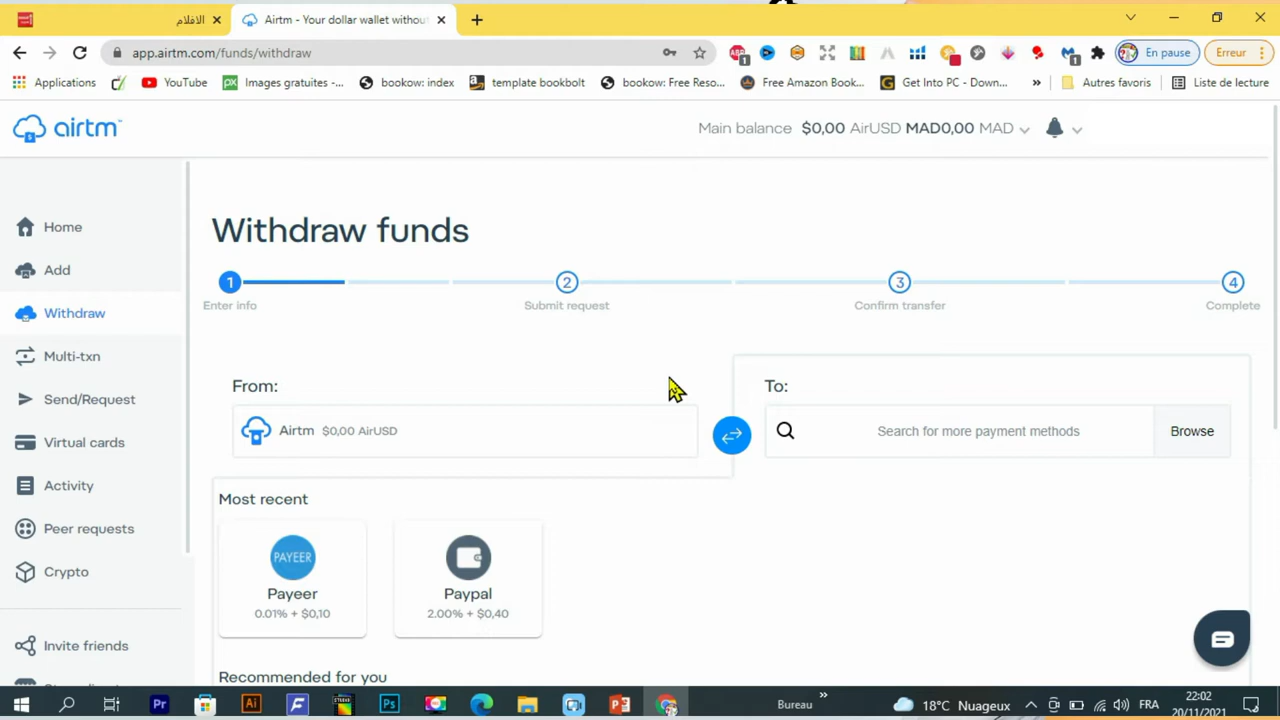 الافلام
Airtm - Your dollar wallet withou
app.airtm.com/funds/withdraw
En pause
Erreur
Applications
YouTube
Images gratuites -...
bookow: index
template bookbolt
bookow: Free Reso...
Free Amazon Book...
Get Into PC - Down...
»
Autres favoris
Liste de lecture
airtm
Main balance $0,00 AirUSD MAD0,00 MAD
Home
Add
Withdraw
Multi-txn
Send/Request
Virtual cards
Activity
Peer requests
Crypto
Invite friends
Withdraw funds
1
2
3
4
Enter info
Submit request
Confirm transfer
Complete
From:
Airtm $0,00 AirUSD
To:
Search for more payment methods
Browse
Most recent
PAYEER
Payeer
0.01% + $0,10
Paypal
2.00% + $0,40
Recommended for you
Bureau
»
18°C Nuageux
FRA
22:02
20/11/2021